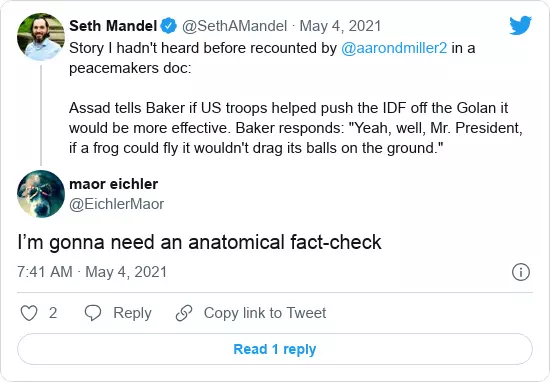 Seth Mandel @SethAMandel · May 4, 2021
Story I hadn't heard before recounted by @aarondmiller2 in a
peacemakers doc:
Assad tells Baker if US troops helped push the IDF off the Golan it
would be more effective. Baker responds: "Yeah, well, Mr. President,
if a frog could fly it wouldn't drag its balls on the ground."
maor eichler
@EichlerMaor
I’m gonna need an anatomical fact-check
7:41 AM · May 4, 2021
2 Reply Copy link to Tweet
Read 1 reply